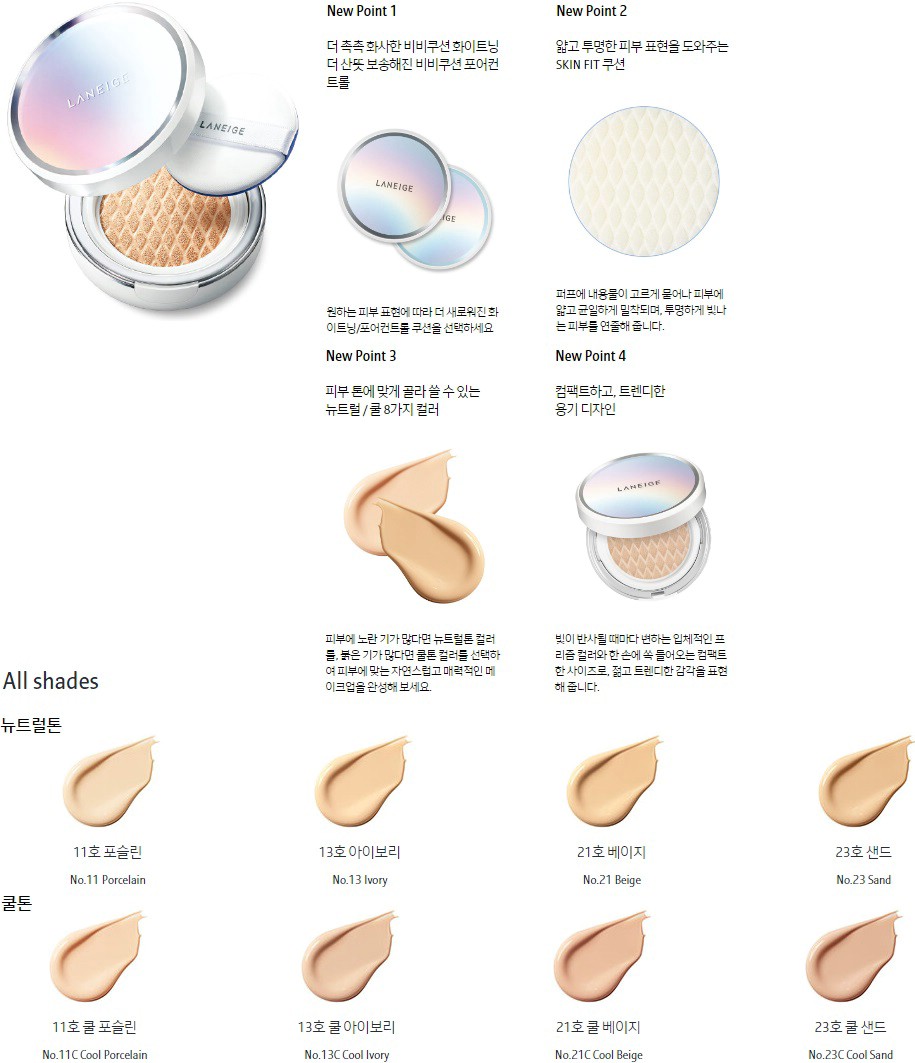 LANEIGE
LANEIGE
New Point 1
더 촉촉 화사한 비비쿠션 화이트닝
더 산뜻 보송해진 비비쿠션 포어컨
트롤
LANEIGE
IGE
원하는 피부 표현에 따라 더 새로워진 화
이트닝/포어컨트롤 쿠션을 선택하세요
New Point 2
얇고 투명한 피부 표현을 도와주는
SKIN FIT 쿠션
퍼프에 내용물이 고르게 묻어나 피부에
얇고 균일하게 밀착되며, 투명하게 빛나
는 피부를 연출해 줍니다.
New Point 3
피부 톤에 맞게 골라 쓸 수 있는
뉴트럴 / 쿨 8가지 컬러
피부에 노란 기가 많다면 뉴트럴톤 컬러
를, 붉은 기가 많다면 쿨톤 컬러를 선택하
여 피부에 맞는 자연스럽고 매력적인 메
이크업을 완성해 보세요.
New Point 4
컴팩트하고, 트렌디한
용기 디자인
LANEIGE
빛이 반사될 때마다 변하는 입체적인 프
리즘 컬러와 한 손에 쏙 들어오는 컴팩트
한 사이즈로, 젊고 트렌디한 감각을 표현
해 줍니다.
All shades
뉴트럴톤
11호 포슬린
No.11 Porcelain
13호 아이보리
No.13 Ivory
21호 베이지
No.21 Beige
23호 샌드
No.23 Sand
쿨톤
11호 쿨 포슬린
No.11C Cool Porcelain
13호 쿨 아이보리
No.13C Cool Ivory
21호 쿨 베이지
No.21C Cool Beige
23호 쿨 샌드
No.23C Cool Sand